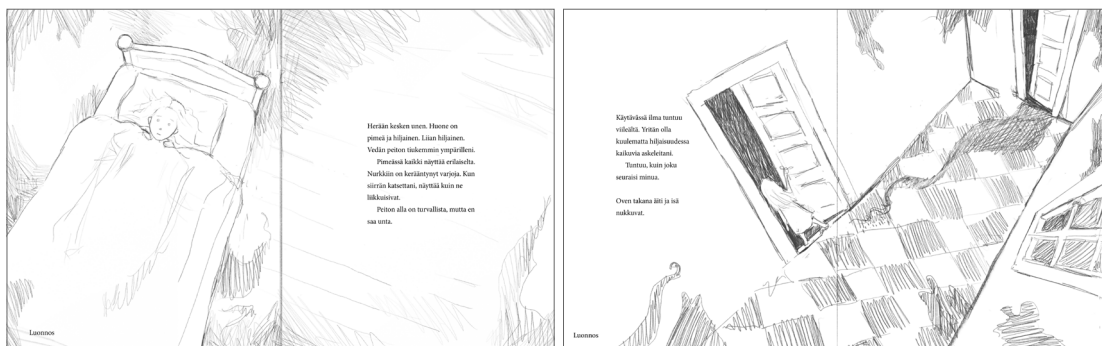 Herään kesken unen. Huone on
pimeä ja hiljainen. Liian hiljainen.
Vedän peiton tiukemmin ympärilleni.
Pimeässä kaikki näyttää erilaiselta.
Nurkkiin on kerääntynyt varjoja. Kun
siirrän katsettani, näyttää kuin ne
liikkuisivat.
Peiton alla on turvallista, mutta en
saa unta.
Luonnos
Käytävässä ilma tuntuu
viileältä. Yritän olla
kuulematta hiljaisuudessa
kaikuvia askeleitani.
Tuntuu, kuin joku
seuraisi minua.
Oven takana äiti ja isä
nukkuvat.
Luonnos